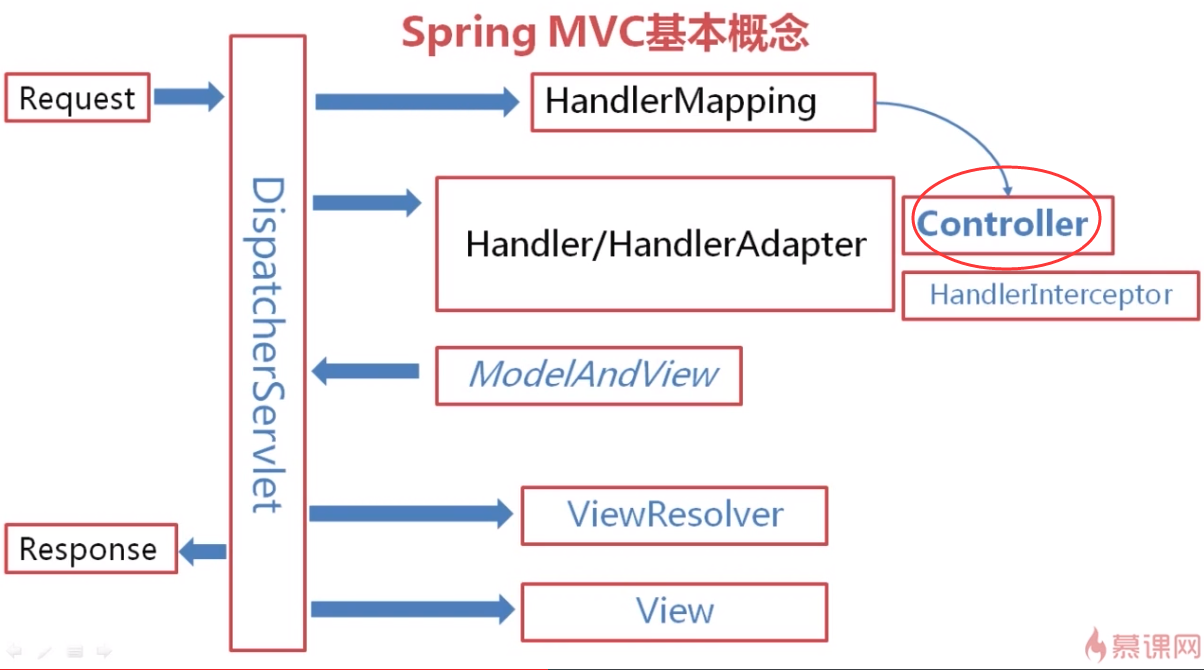 Spring MVC基本概念
Request
HandlerMapping
DispatcherServlet
Controller
Handler/HandlerAdapter
HandlerInterceptor
ModelAndView
ViewResolver
Response
View
慕课网